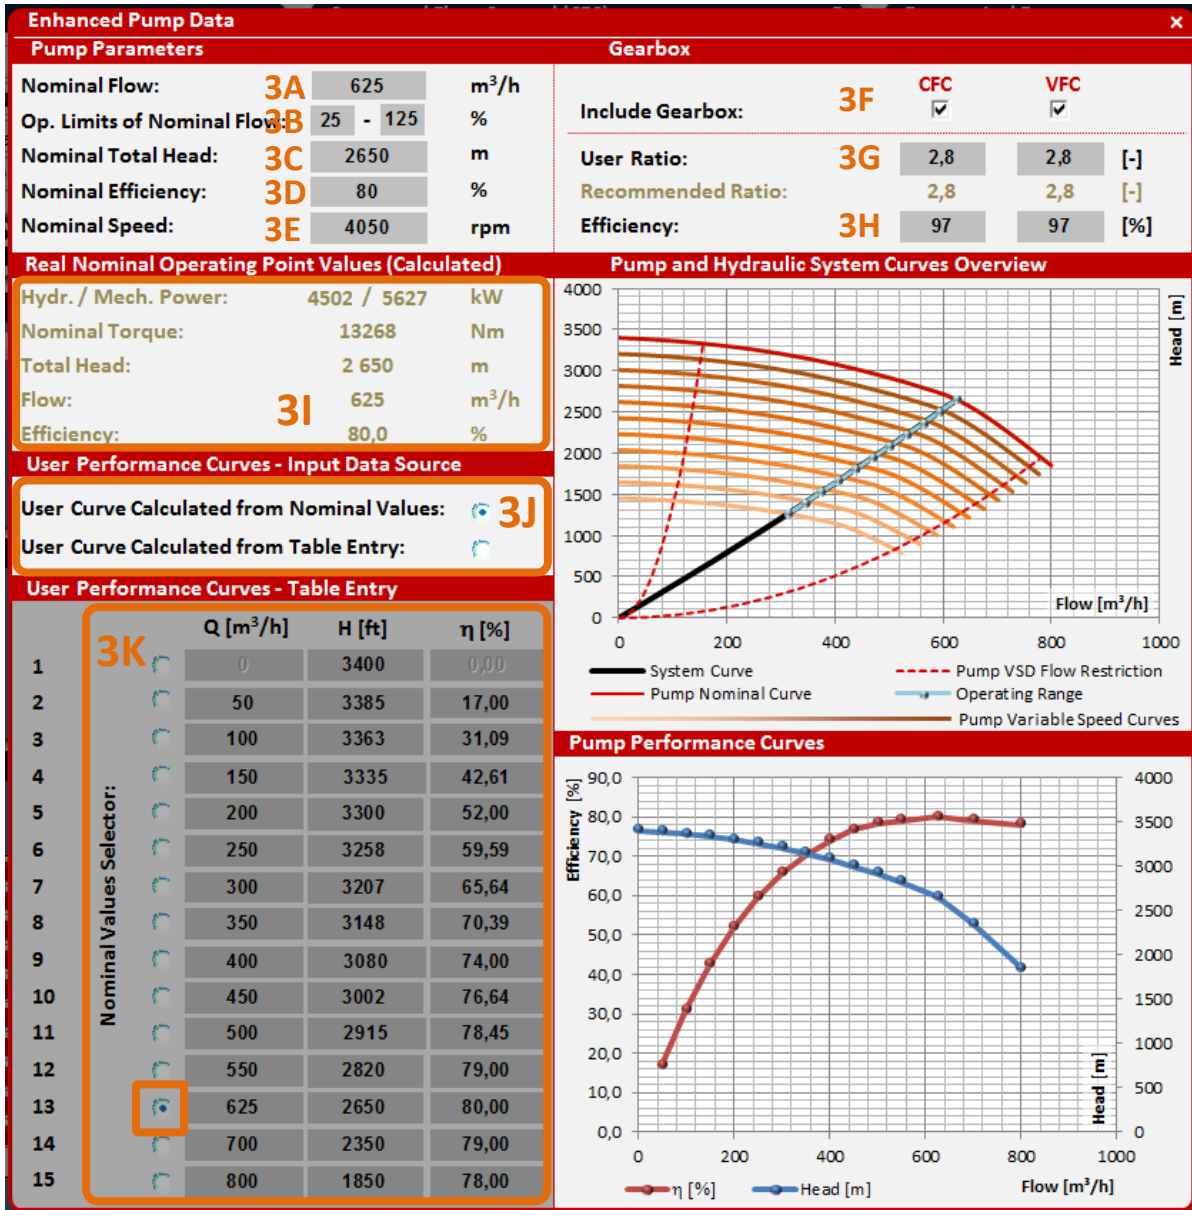 Enhanced Pump Data ×
Pump Parameters
Nominal Flow: 3A 625 m³/h
Op. Limits of Nominal Flow: 3B 25 - 125 %
Nominal Total Head: 3C 2650 m
Nominal Efficiency: 3D 80 %
Nominal Speed: 3E 4050 rpm
Gearbox
CFC VFC
Include Gearbox: 3F
User Ratio: 3G 2,8 2,8 [-]
Recommended Ratio: 2,8 2,8 [-]
Efficiency: 3H 97 97 [%]
Real Nominal Operating Point Values (Calculated)
Hydr. / Mech. Power: 4502 / 5627 kW
Nominal Torque: 13268 Nm
Total Head: 2 650 m
Flow: 3I 625 m³/h
Efficiency: 80,0 %
User Performance Curves - Input Data Source
User Curve Calculated from Nominal Values: 3J
User Curve Calculated from Table Entry:
User Performance Curves - Table Entry
3K Q [m³/h] H [ft] η [%]
Nominal Values Selector:
1 0 3400 0,00
2 50 3385 17,00
3 100 3363 31,09
4 150 3335 42,61
5 200 3300 52,00
6 250 3258 59,59
7 300 3207 65,64
8 350 3148 70,39
9 400 3080 74,00
10 450 3002 76,64
11 500 2915 78,45
12 550 2820 79,00
13 625 2650 80,00
14 700 2350 79,00
15 800 1850 78,00
Pump and Hydraulic System Curves Overview
4000
3500
3000
2500
2000
1500
1000
500
0
Head [m]
Flow [m³/h]
0 200 400 600 800 1000
System Curve Pump VSD Flow Restriction
Pump Nominal Curve Operating Range
Pump Variable Speed Curves
Pump Performance Curves
Efficiency [%]
90,0 4000
80,0 3500
70,0 3000
60,0 2500
50,0 2000
40,0 1500
30,0 1000
20,0 500
10,0 0
0,0
Head [m]
0 200 400 600 800 1000
η [%] Head [m] Flow [m³/h]